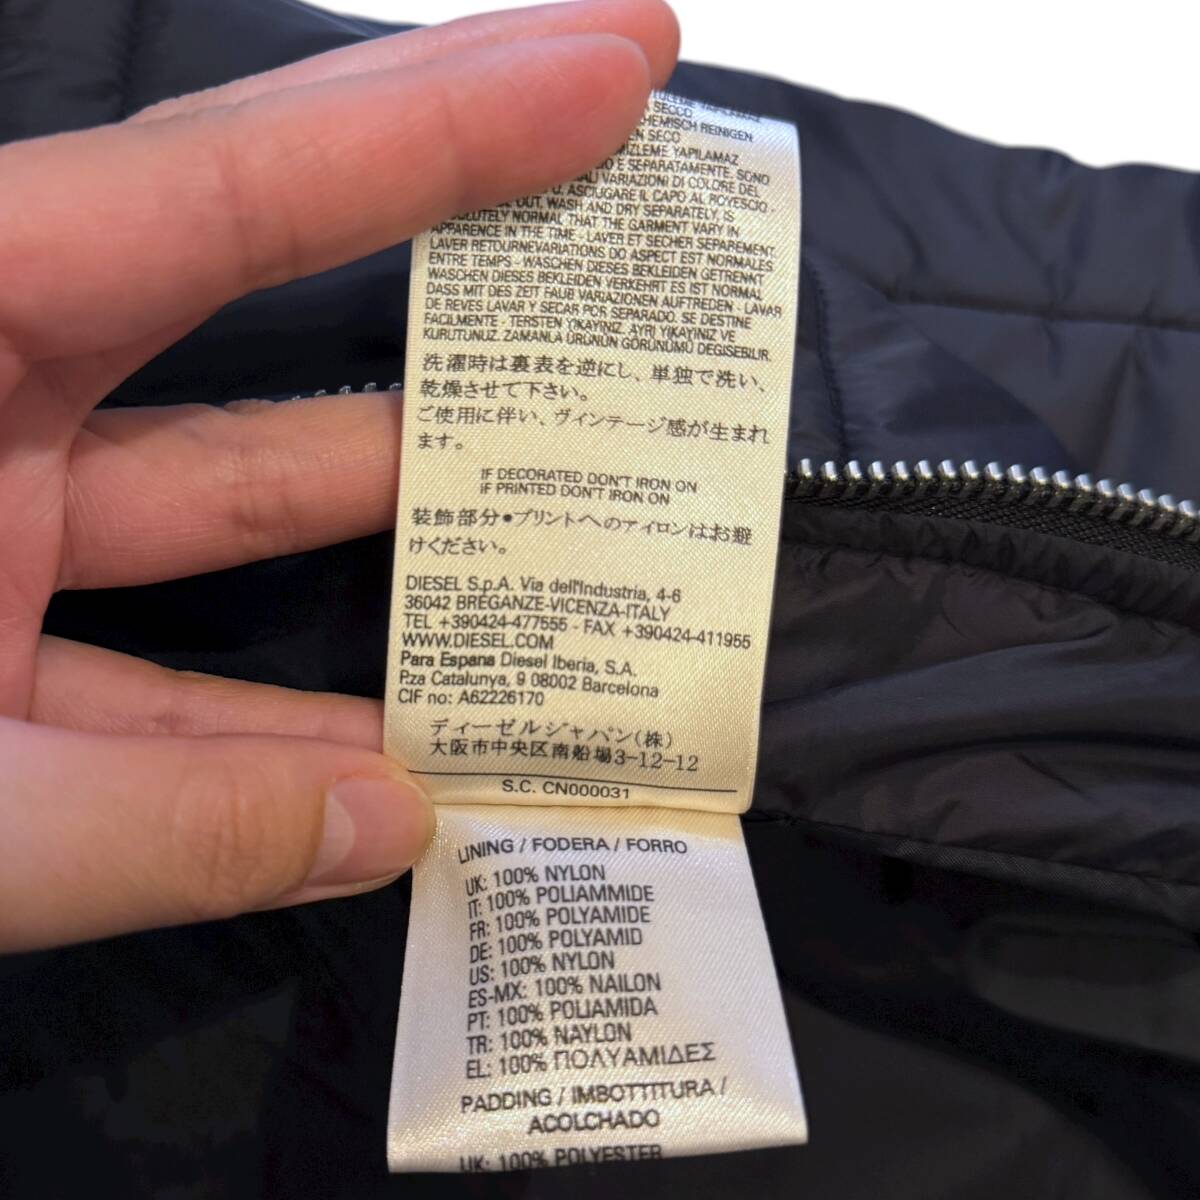 A SECCO
CHEMISCH REINIGEN
EN SECO
YAPILAMAZ
E SEPARATAMENTE, SONO
VARIAZIONI DI COLORE DEL
ASCIUGARE IL CAPO AL ROVESCIO -
OUT, WASH AND DRY SEPARATELY, IS
ABSOLUTELY NORMAL THAT THE GARMENT VARY IN
APPARENCE IN THE TIME - LAVER ET SECHER SEPAREMENT
LAVER RETOURNEVARIATIONS DO ASPECT EST NORMALES
ENTRE TEMPS - WASCHEN DIESES BEKLEIDEN GETRENNT
WASCHEN DIESES BEKLEIDEN VERKEHRT ES IST NORMAL
DASS MIT DES ZEIT FAUB VARIAZIONEN AUFTREDEN - LAVAR
DE REVES LAVAR Y SECAR POR SEPARADO. SE DESTINE
FACILMENTE - TERSTEN YIKAYINIZ. AYRI YIKAYINIZ VE
KURUTUNUZ. ZAMANLA ÜRÜNÜN GÖRÜNÜMÜ DEGISEBILIR.
洗濯時は裏表を逆にし、単独で洗い、
乾燥させて下さい。
ご使用に伴い、ヴィンテージ感が生まれ
ます。
IF DECORATED DON'T IRON ON
IF PRINTED DON'T IRON ON
装飾部分●プリントへのアイロンはお避
けください。
DIESEL S.p.A. Via dell'Industria, 4-6
36042 BREGANZE-VICENZA-ITALY
TEL +390424-477555 - FAX +390424-411955
WWW.DIESEL.COM
Para Espana Diesel Iberia, S.A.
P.za Catalunya, 9 08002 Barcelona
CIF no: A62226170
ディーゼルジャパン(株)
大阪市中央区南船場3-12-12
S.C. CN000031
LINING / FODERA / FORRO
UK: 100% NYLON
IT: 100% POLIAMMIDE
FR: 100% POLYAMIDE
DE: 100% POLYAMID
US: 100% NYLON
ES-MX: 100% NAILON
PT: 100% POLIAMIDA
TR: 100% NAYLON
EL: 100% ΠΟΛΥΑΜΙΔΕΣ
PADDING / IMBOTTITURA /
ACOLCHADO
UK: 100% POLYESTER